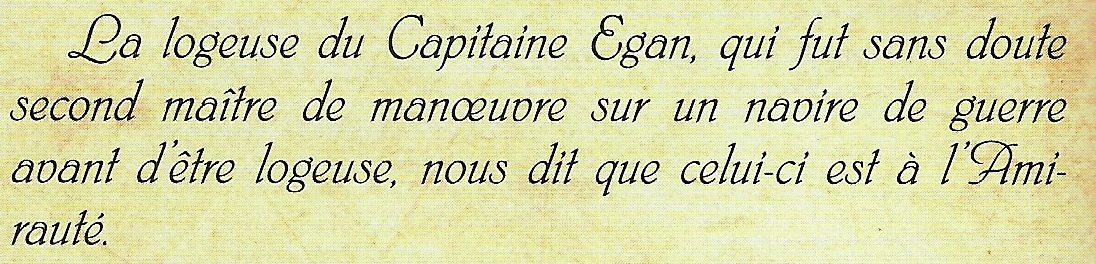 La logeuse du Capitaine Egan, qui fut sans doute
second maître de manœuvre sur un navire de guerre
avant d'être logeuse, nous dit que celui-ci est à l'Ami-
rauté.